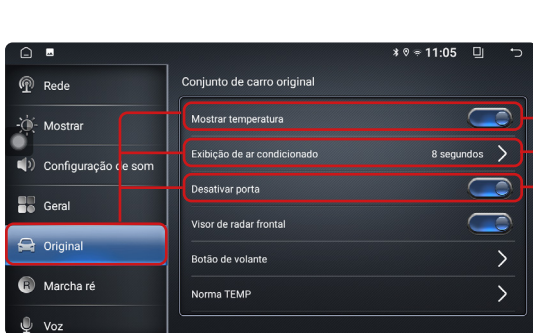 11:05
Rede
Mostrar
Configuração de som
Geral
Original
R Marcha ré
Voz
Conjunto de carro original
Mostrar temperatura
Exibição de ar condicionado 8 segundos
Desativar porta
Visor de radar frontal
Botão de volante
Norma TEMP